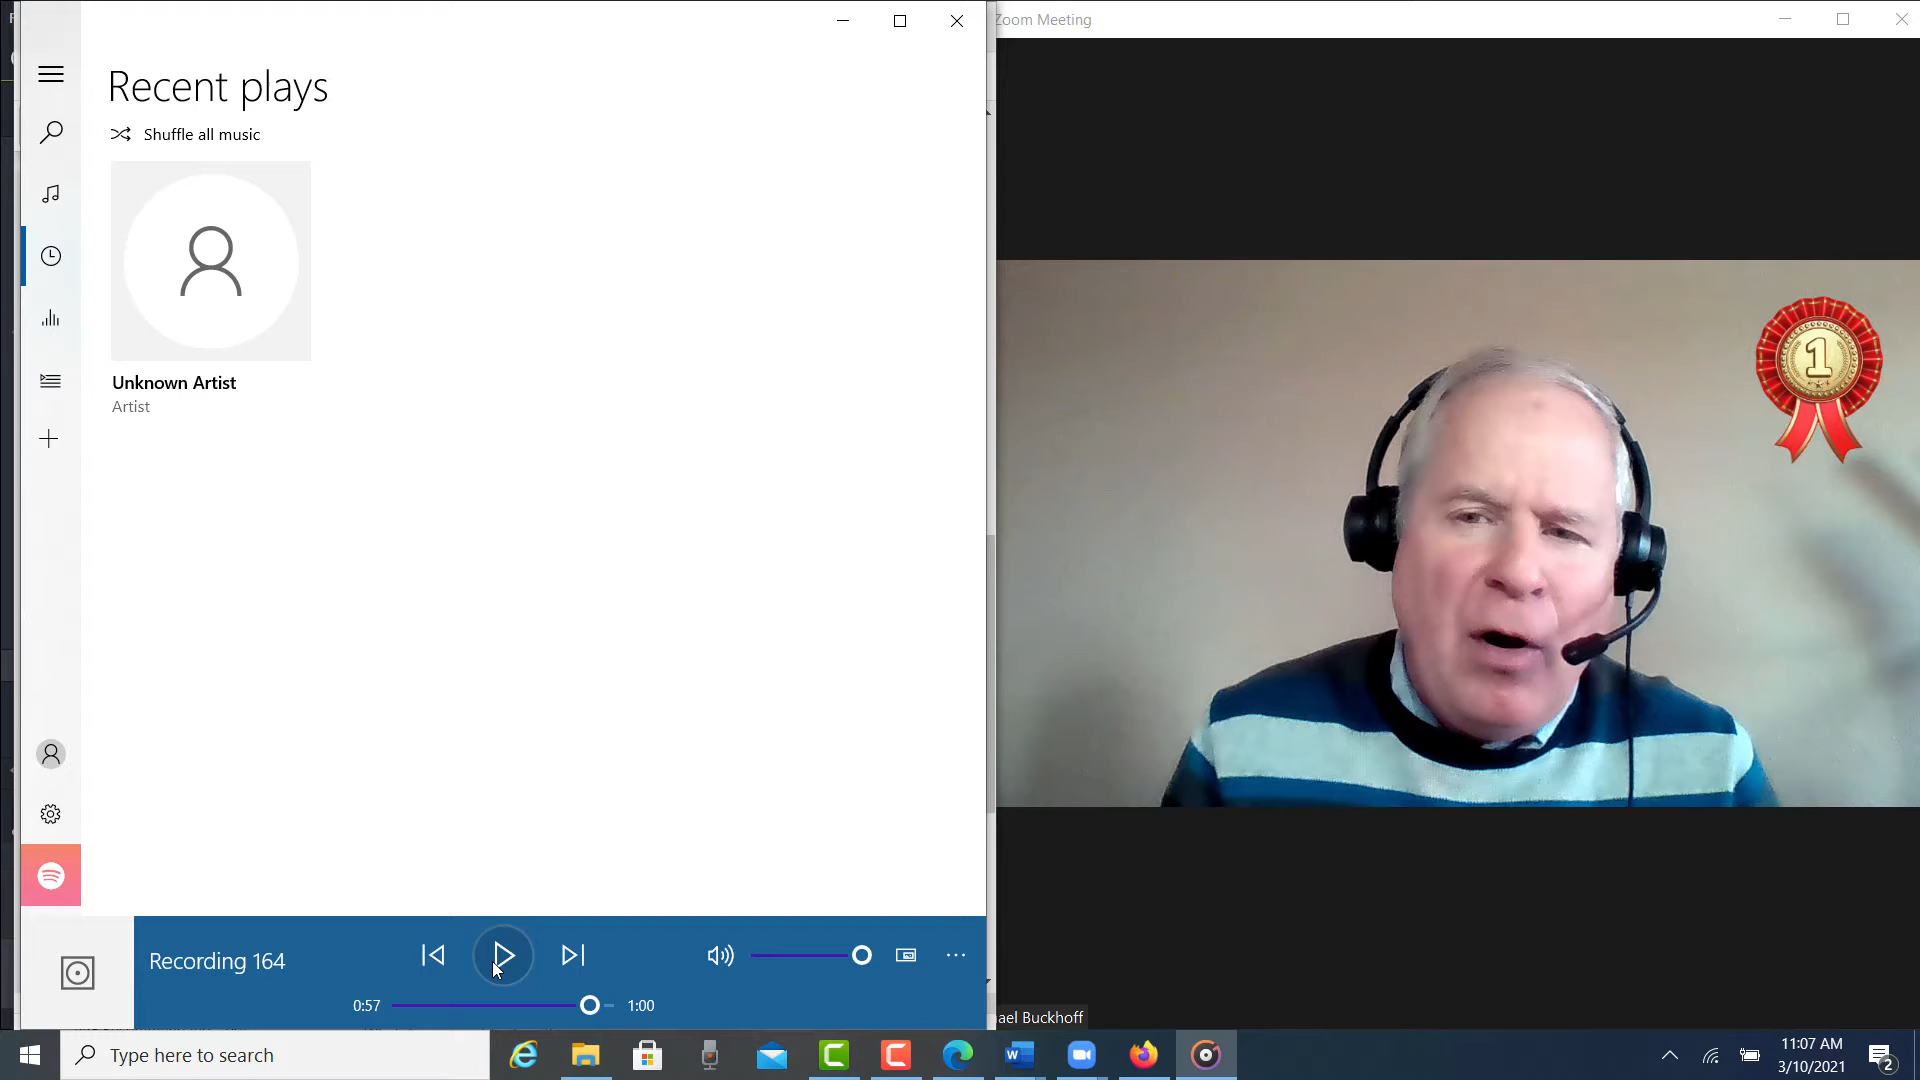 Zoom Meeting
Recent plays
Shuffle all music
1
Unknown Artist
Artist
Recording 164
0:57
1:00
ael Buckhoff
Type here to search
11:07 AM
3/10/2021
2